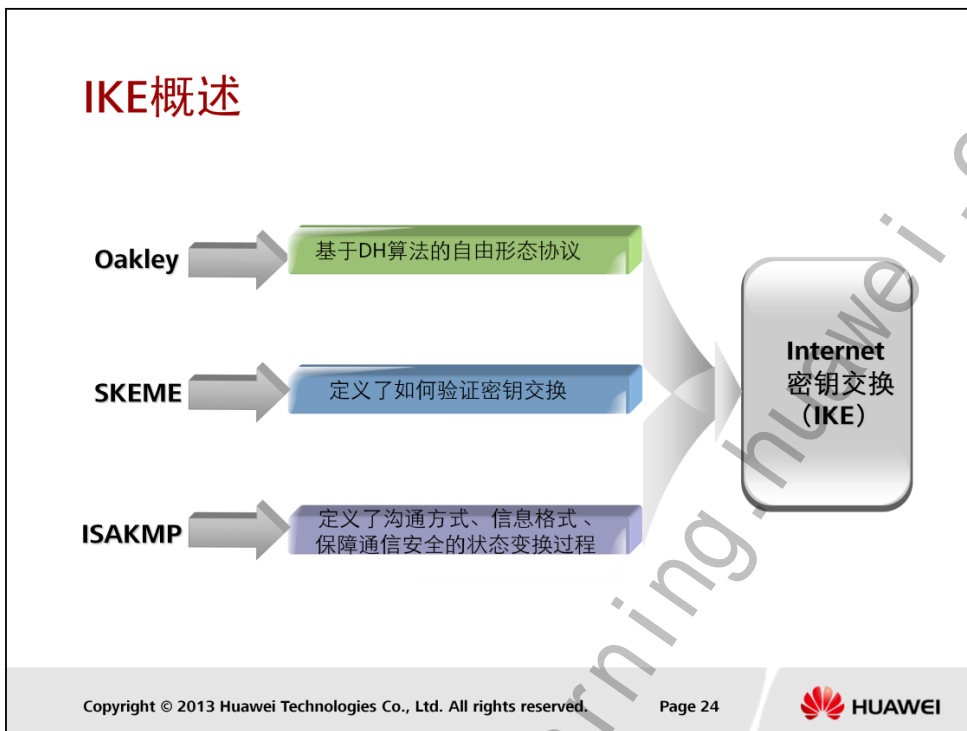 IKE概述
Oakley
基于DH算法的自由形态协议
SKEME
定义了如何验证密钥交换
ISAKMP
定义了沟通方式、信息格式、
保障通信安全的状态变换过程
Internet
密钥交换
（IKE）
rning.huawei.
Copyright © 2013 Huawei Technologies Co., Ltd. All rights reserved.
Page 24
HUAWEI